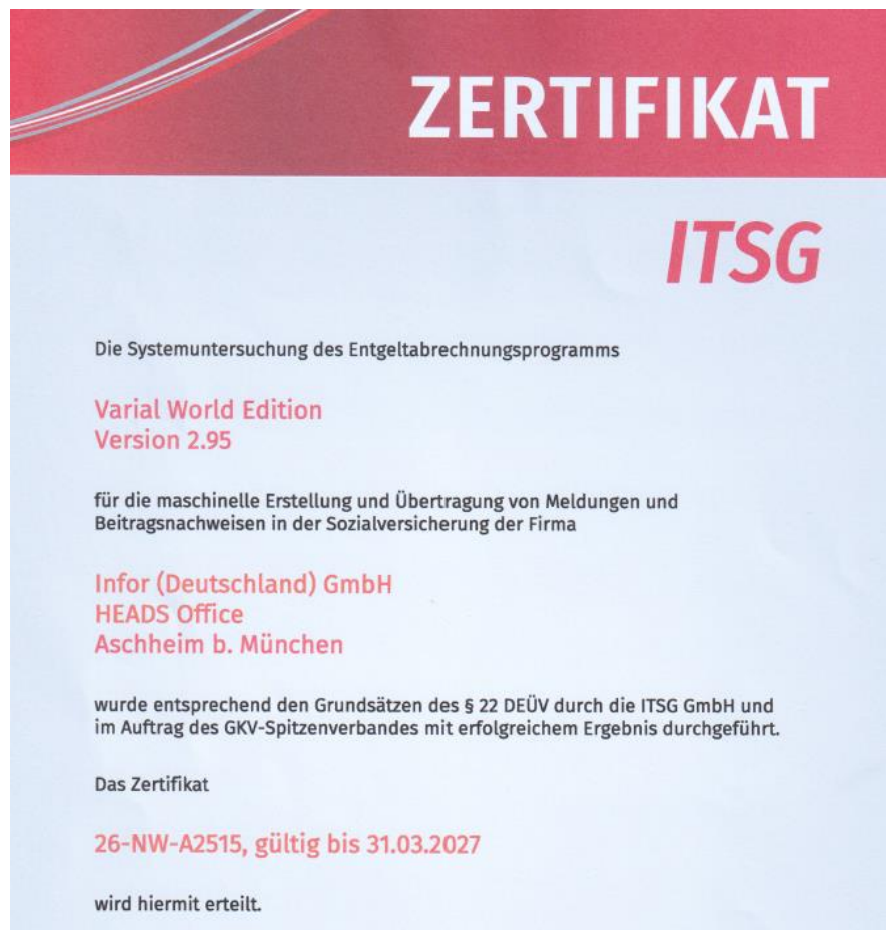 ZERTIFIKAT
ITSG
Die Systemuntersuchung des Entgeltabrechnungsprogramms
Varial World Edition
Version 2.95
für die maschinelle Erstellung und Übertragung von Meldungen und
Beitragsnachweisen in der Sozialversicherung der Firma
Infor (Deutschland) GmbH
HEADS Office
Aschheim b. München
wurde entsprechend den Grundsätzen des § 22 DEÜV durch die ITSG GmbH und
im Auftrag des GKV-Spitzenverbandes mit erfolgreichem Ergebnis durchgeführt.
Das Zertifikat
26-NW-A2515, gültig bis 31.03.2027
wird hiermit erteilt.